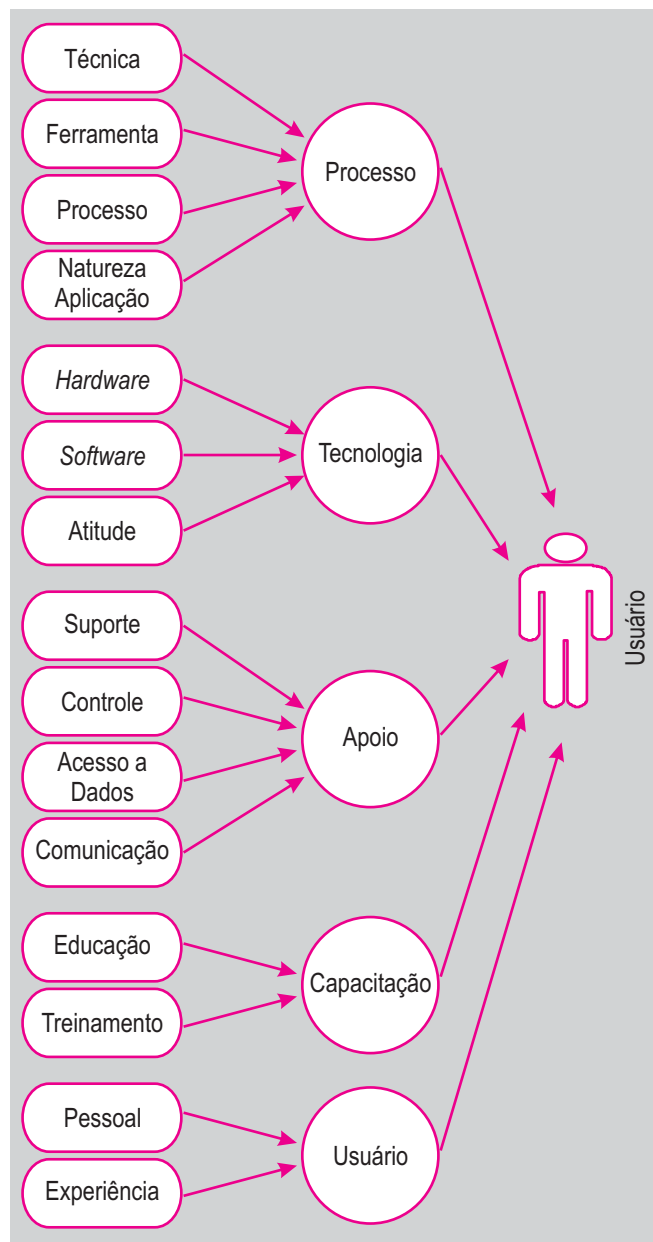 Técnica
Ferramenta
Processo
Natureza
Aplicação
Processo
Hardware
Software
Atitude
Tecnologia
Suporte
Controle
Acesso a
Dados
Comunicação
Apoio
Educação
Treinamento
Capacitação
Pessoal
Experiência
Usuário
Usuário